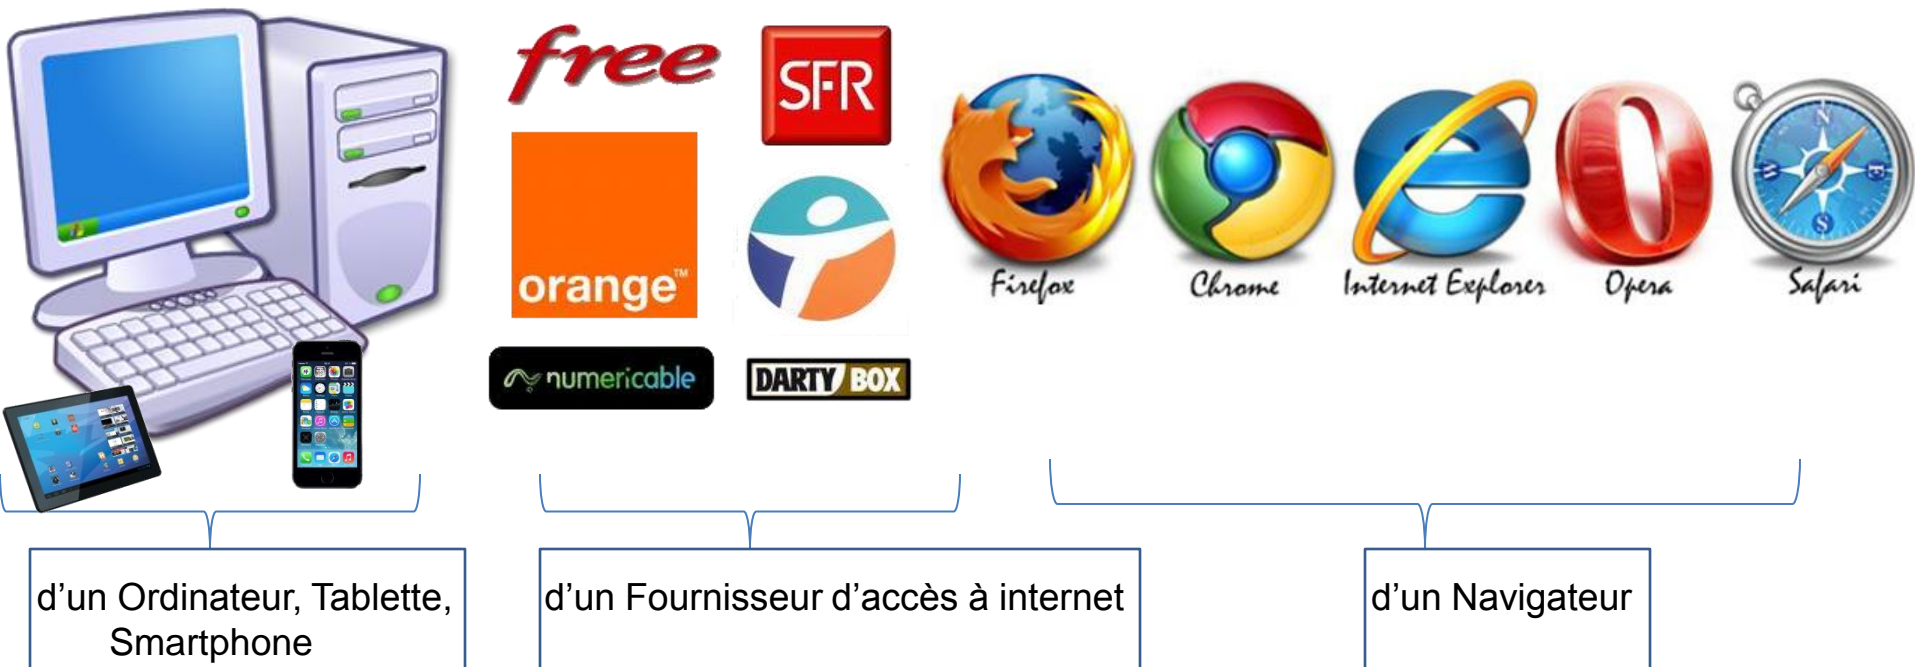 free
SFR
orange™
numericable
DARTY BOX
N
W
E
S
Firefox
Chrome
Internet Explorer
Opera
Safari
d’un Ordinateur, Tablette,
Smartphone
d’un Fournisseur d’accès à internet
d’un Navigateur